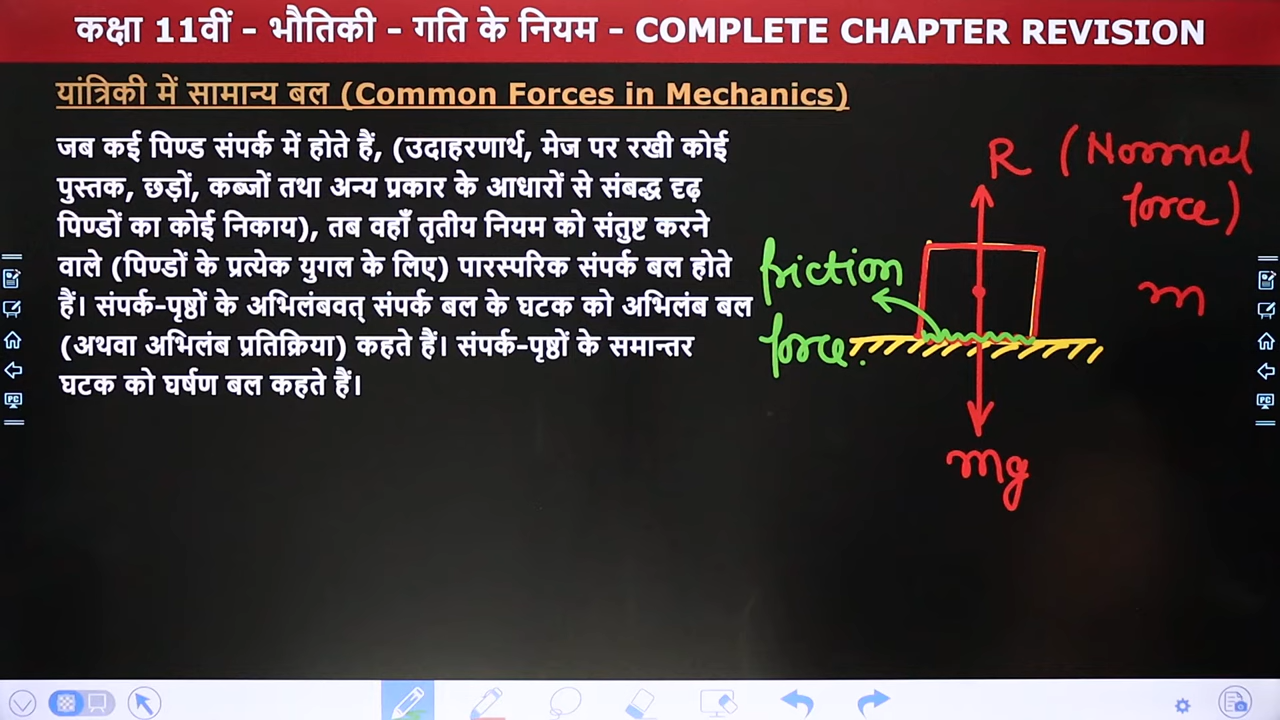 कक्षा 11वीं - भौतिकी - गति के नियम - COMPLETE CHAPTER REVISION
यांत्रिकी में सामान्य बल (Common Forces in Mechanics)
जब कई पिण्ड संपर्क में होते हैं, (उदाहरणार्थ, मेज पर रखी कोई
पुस्तक, छड़ों, कब्जों तथा अन्य प्रकार के आधारों से संबद्ध दृढ़
पिण्डों का कोई निकाय), तब वहाँ तृतीय नियम को संतुष्ट करने
वाले (पिण्डों के प्रत्येक युगल के लिए) पारस्परिक संपर्क बल होते
हैं। संपर्क-पृष्ठों के अभिलंबवत् संपर्क बल के घटक को अभिलंब बल
(अथवा अभिलंब प्रतिक्रिया) कहते हैं। संपर्क-पृष्ठों के समान्तर
घटक को घर्षण बल कहते हैं।
R (Normal
force)
friction
force.
m
mg
PC
PC